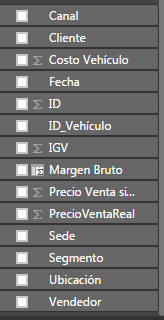 Canal
Cliente
Costo Vehículo
Fecha
ID
ID_Vehículo
IGV
Margen Bruto
Precio Venta si...
PrecioVentaReal
Sede
Segmento
Ubicación
Vendedor